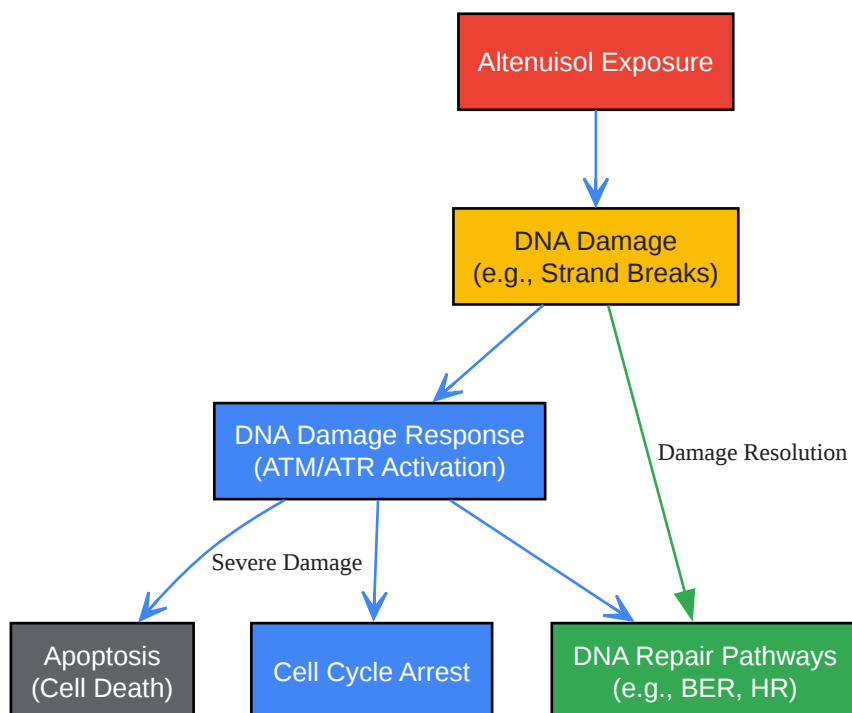 Altenuisol Exposure
DNA Damage
(e.g., Strand Breaks)
DNA Damage Response
(ATM/ATR Activation)
Damage Resolution
Severe Damage
Apoptosis
(Cell Death)
Cell Cycle Arrest
DNA Repair Pathways
(e.g., BER, HR)